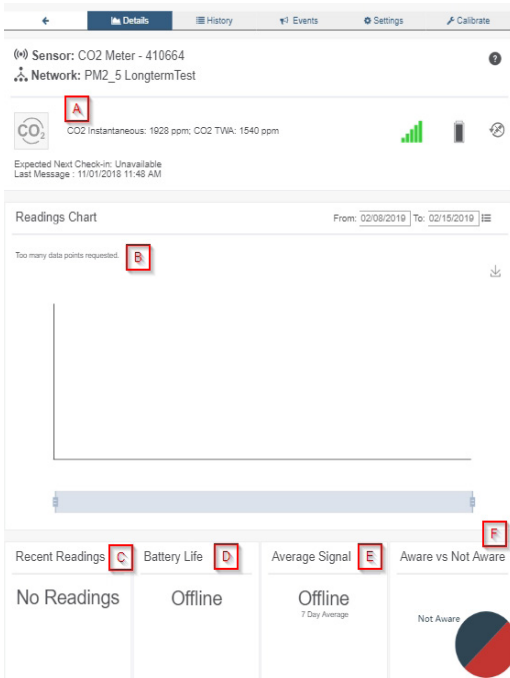 Details History Events Settings Calibrate
Sensor: CO2 Meter - 410664
Network: PM2_5 LongtermTest
A
CO2 CO2 Instantaneous: 1928 ppm; CO2 TWA: 1540 ppm
Expected Next Check-in: Unavailable
Last Message : 11/01/2018 11:48 AM
Readings Chart From: 02/08/2019 To: 02/15/2019
Too many data points requested. B
F
Recent Readings C Battery Life D Average Signal E Aware vs Not Aware
No Readings Offline Offline
7 Day Average
Not Aware